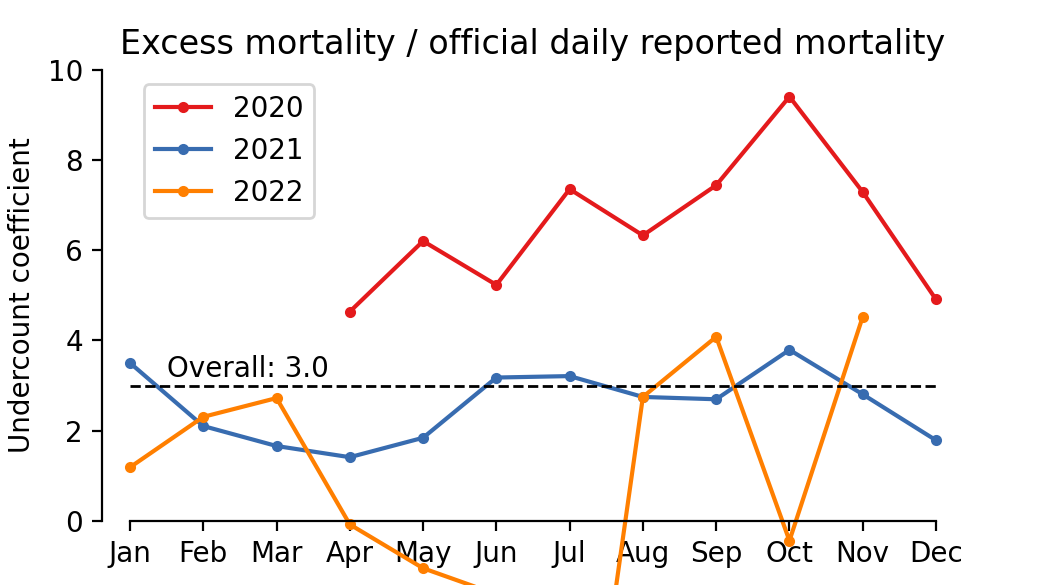 Excess mortality / official daily reported mortality
Undercount coefficient
10
8
6
4
2
0
2020
2021
2022
Overall: 3.0
Jan Feb Mar Apr May Jun Jul Aug Sep Oct Nov Dec